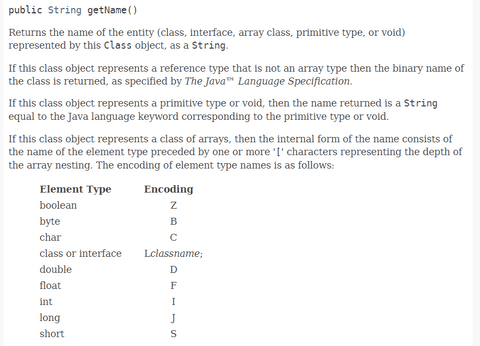 public String getName()
Returns the name of the entity (class, interface, array class, primitive type, or void)
represented by this Class object, as a String.
If this class object represents a reference type that is not an array type then the binary name of
the class is returned, as specified by The Java™ Language Specification.
If this class object represents a primitive type or void, then the name returned is a String
equal to the Java language keyword corresponding to the primitive type or void.
If this class object represents a class of arrays, then the internal form of the name consists of
the name of the element type preceded by one or more '[' characters representing the depth of
the array nesting. The encoding of element type names is as follows:
Element Type Encoding
boolean Z
byte B
char C
class or interface Lclassname;
double D
float F
int I
long J
short S